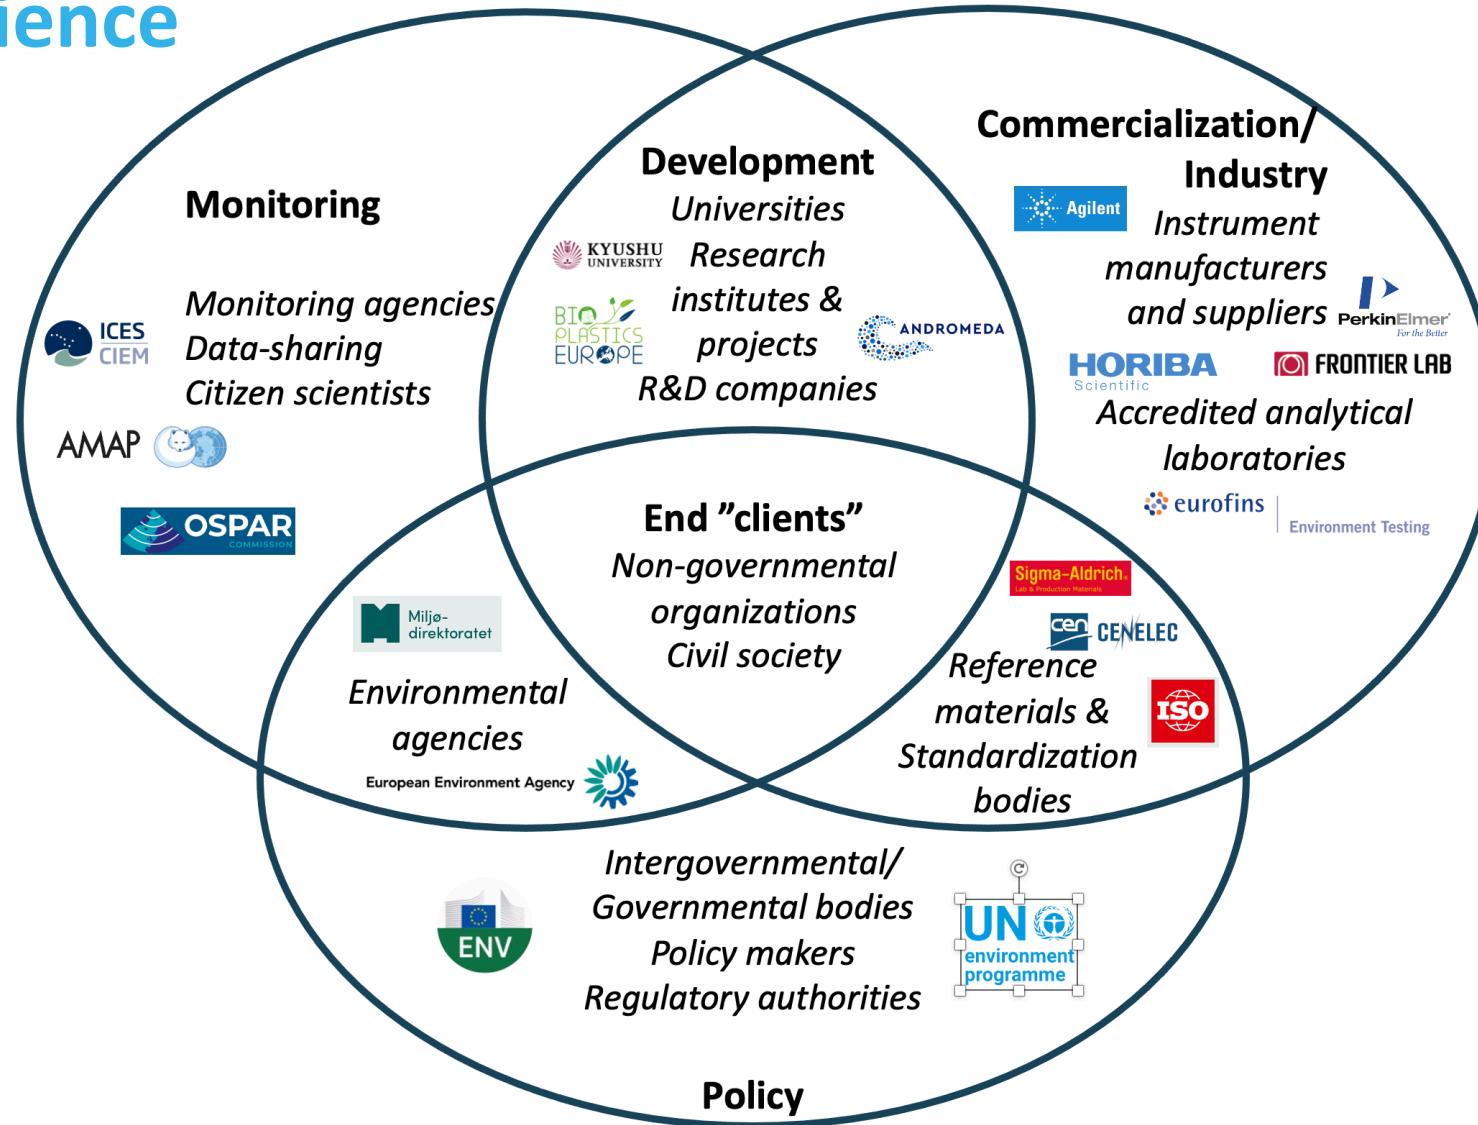 ience
Monitoring
Monitoring agencies
Data-sharing
Citizen scientists
ICES
CIEM
AMAP
OSPAR
COMMISSION
Development
Universities
Research
institutes &
projects
R&D companies
KYUSHU
UNIVERSITY
BIO
PLASTICS
EUROPE
ANDROMEDA
Commercialization/
Industry
Agilent
Instrument
manufacturers
and suppliers
PerkinElmer
For the Better
HORIBA
Scientific
FRONTIER LAB
Accredited analytical
laboratories
eurofins
Environment Testing
End ”clients”
Non-governmental
organizations
Civil society
Miljø-
direktoratet
Environmental
agencies
European Environment Agency
Sigma-Aldrich®
Lab & Production Materials
cen CENELEC
Reference
materials &
Standardization
bodies
ISO
Intergovernmental/
Governmental bodies
Policy makers
Regulatory authorities
ENV
UN
environment
programme
Policy